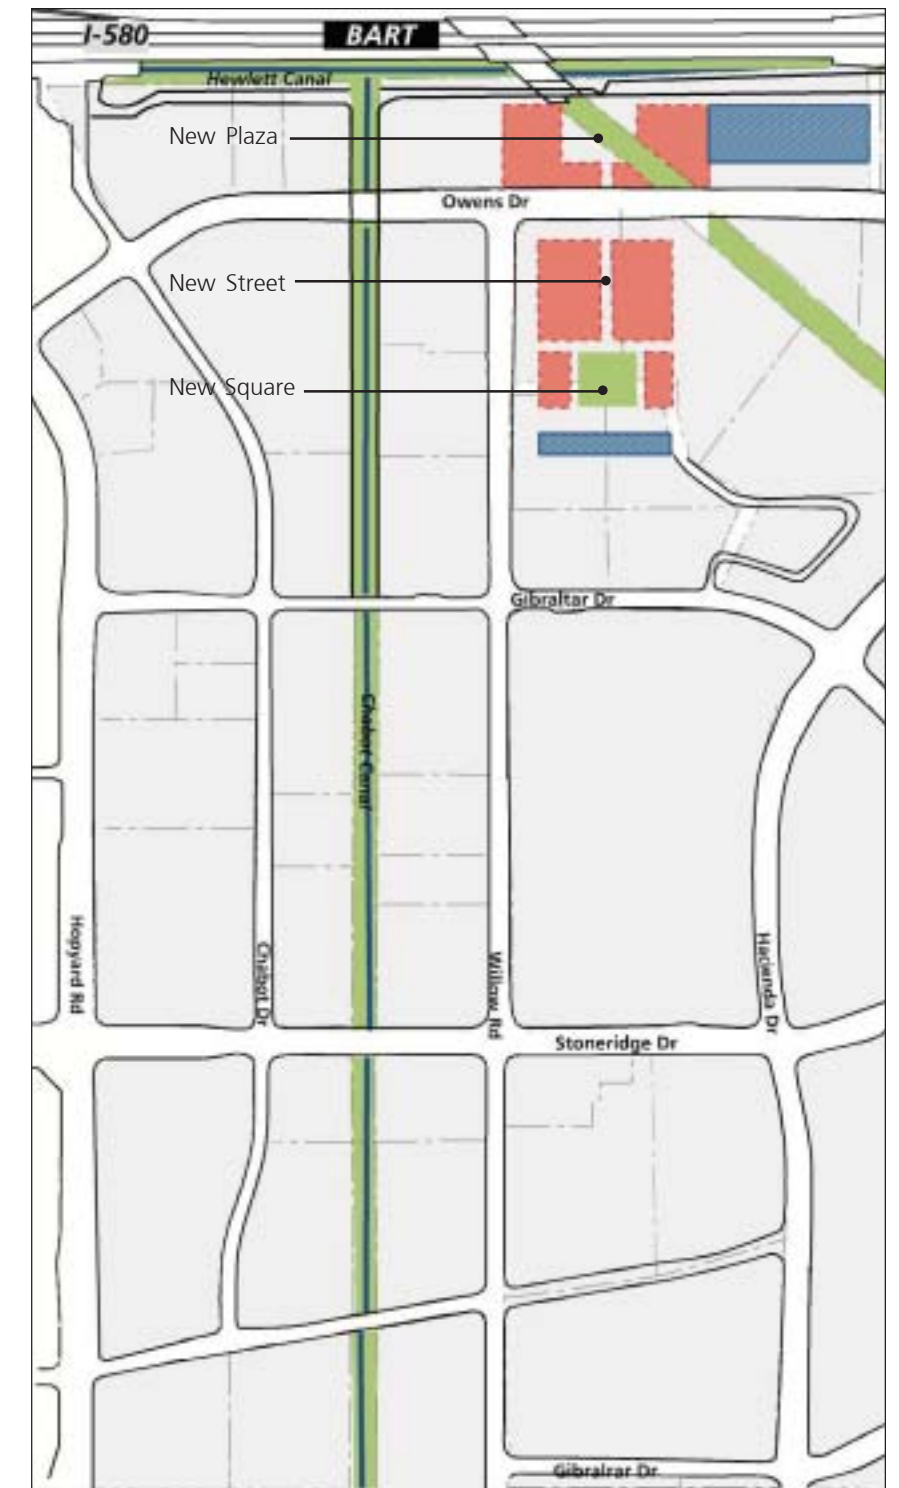 I-580
BART
Hewlett Canal
New Plaza
Owens Dr
New Street
New Square
Gibraltar Dr
Chabot Canal
Hopyard Rd
Chabot Dr
Willow Rd
Hacienda Dr
Stoneridge Dr
Gibralrar Dr